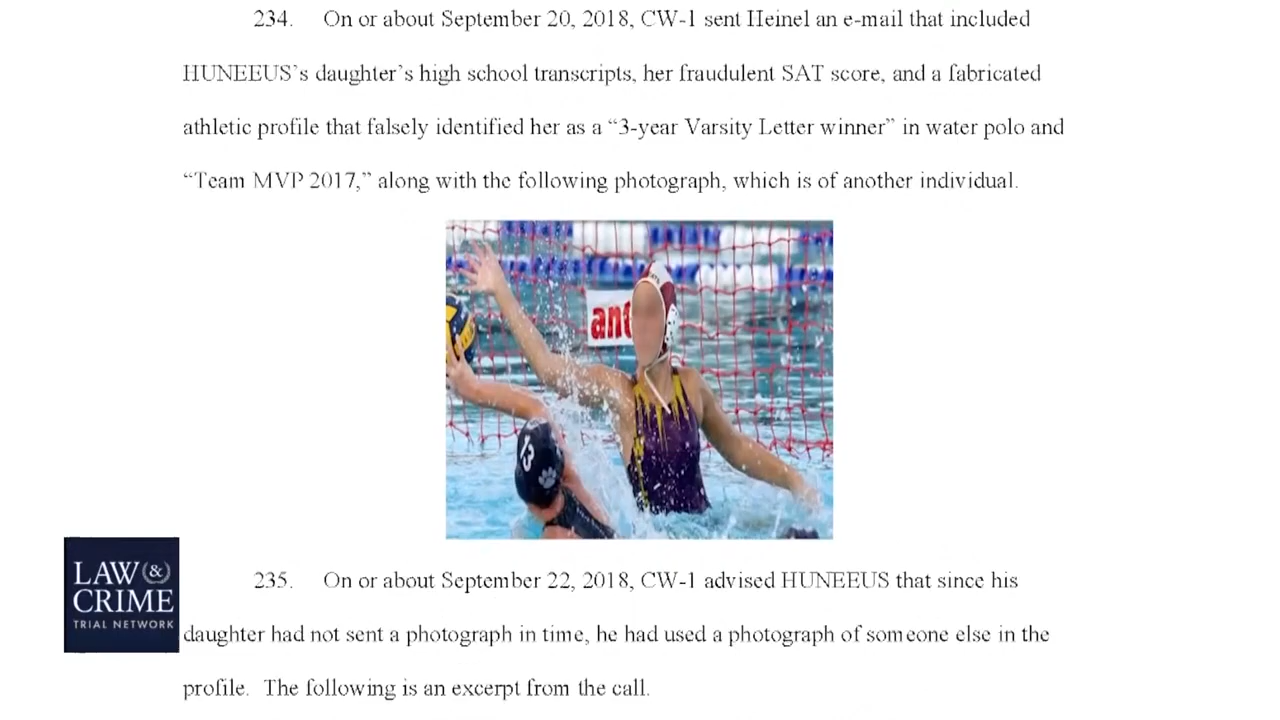 234. On or about September 20, 2018, CW-1 sent Heinel an e-mail that included
HUNEEUS's daughter's high school transcripts, her fraudulent SAT score, and a fabricated
athletic profile that falsely identified her as a “3-year Varsity Letter winner” in water polo and
“Team MVP 2017,” along with the following photograph, which is of another individual.
ant
13
235. On or about September 22, 2018, CW-1 advised HUNEEUS that since his
LAW &
CRIME
TRIAL NETWORK
daughter had not sent a photograph in time, he had used a photograph of someone else in the
profile. The following is an excerpt from the call.